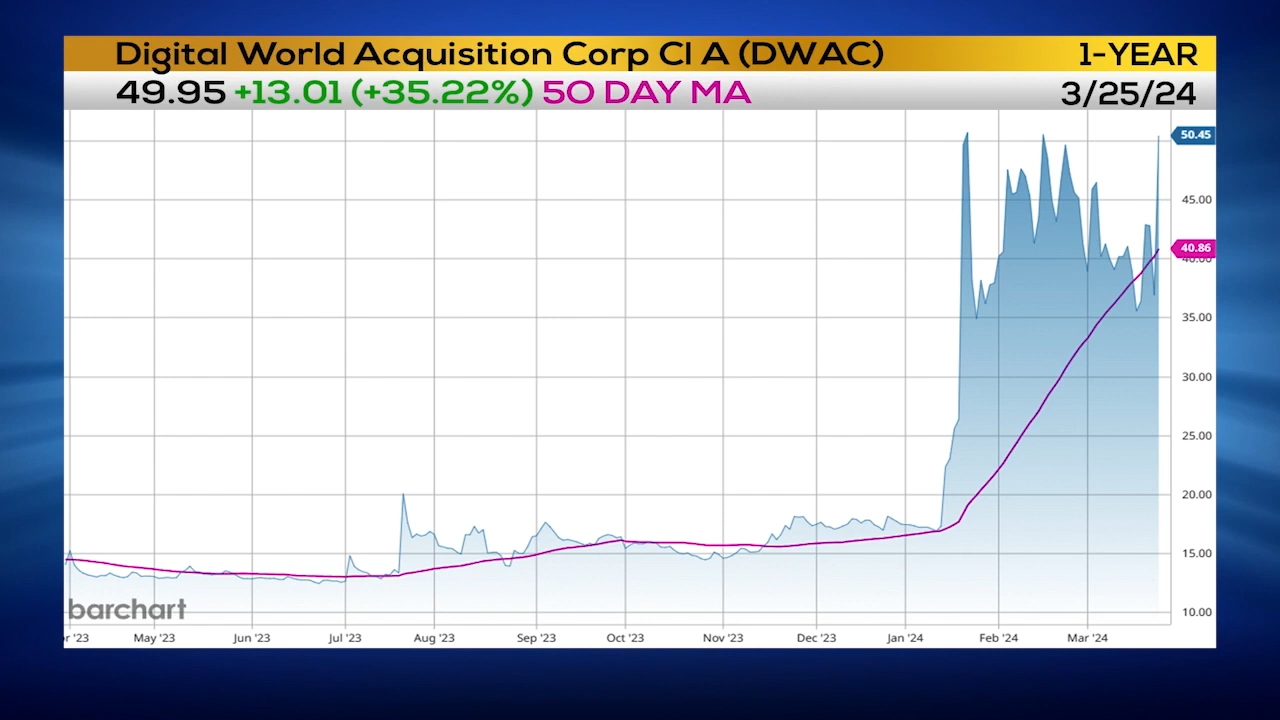 Digital World Acquisition Corp Cl A (DWAC) 1-YEAR
49.95 +13.01 (+35.22%) 50 DAY MA 3/25/24
50.45
45.00
40.86
40.00
35.00
30.00
25.00
20.00
15.00
10.00
barchart
r '23 May '23 Jun '23 Jul '23 Aug '23 Sep '23 Oct '23 Nov '23 Dec '23 Jan '24 Feb '24 Mar '24